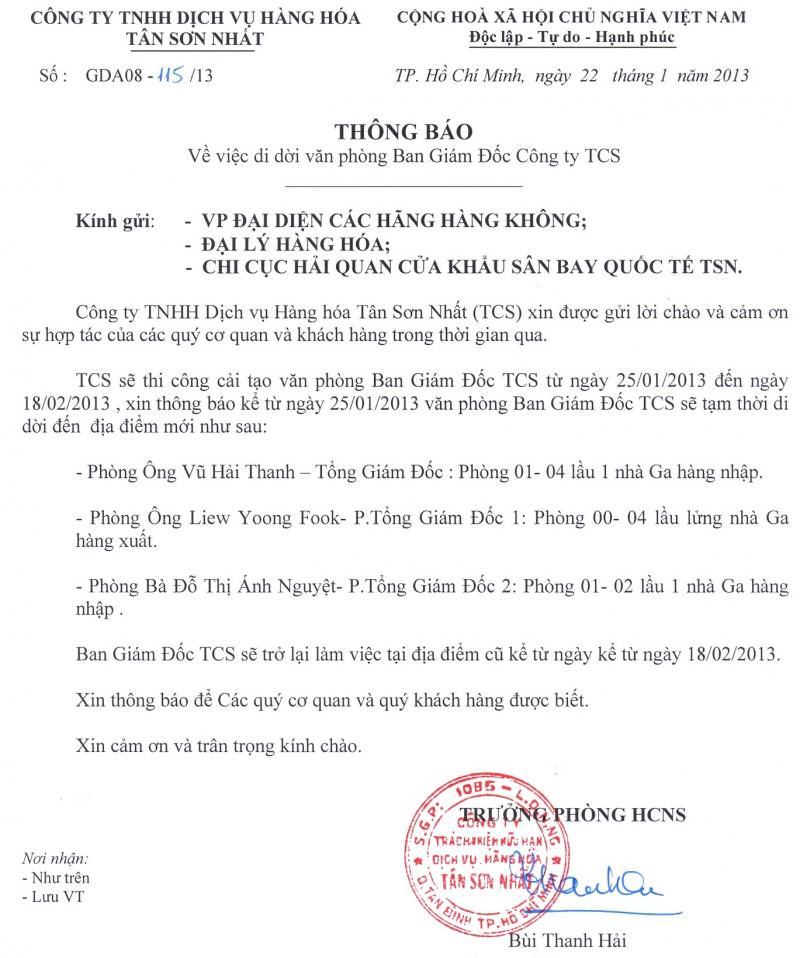 CÔNG TY TNHH DỊCH VỤ HÀNG HÓA
TÂN SƠN NHẤT
CỘNG HOÀ XÃ HỘI CHỦ NGHĨA VIỆT NAM
Độc lập - Tự do - Hạnh phúc
Số : GDA08 -115 /13
TP. Hồ Chí Minh, ngày 22 tháng 1 năm 2013
THÔNG BÁO
Về việc di dời văn phòng Ban Giám Đốc Công ty TCS
Kính gửi: - VP ĐẠI DIỆN CÁC HÃNG HÀNG KHÔNG;
- ĐẠI LÝ HÀNG HÓA;
- CHI CỤC HẢI QUAN CỬA KHẨU SÂN BAY QUỐC TẾ TSN.
Công ty TNHH Dịch vụ Hàng hóa Tân Sơn Nhất (TCS) xin được gửi lời chào và cảm ơn
sự hợp tác của các quý cơ quan và khách hàng trong thời gian qua.
TCS sẽ thi công cải tạo văn phòng Ban Giám Đốc TCS từ ngày 25/01/2013 đến ngày
18/02/2013 , xin thông báo kể từ ngày 25/01/2013 văn phòng Ban Giám Đốc TCS sẽ tạm thời di
dời đến địa điểm mới như sau:
- Phòng Ông Vũ Hải Thanh – Tổng Giám Đốc : Phòng 01- 04 lầu 1 nhà Ga hàng nhập.
- Phòng Ông Liew Yoong Fook- P.Tổng Giám Đốc 1: Phòng 00- 04 lầu lửng nhà Ga
hàng xuất.
- Phòng Bà Đỗ Thị Ánh Nguyệt- P.Tổng Giám Đốc 2: Phòng 01- 02 lầu 1 nhà Ga hàng
nhập .
Ban Giám Đốc TCS sẽ trở lại làm việc tại địa điểm cũ kể từ ngày kể từ ngày 18/02/2013.
Xin thông báo để Các quý cơ quan và quý khách hàng được biết.
Xin cảm ơn và trân trọng kính chào.
TRƯỞNG PHÒNG HCNS
S.G.P: 1085 - L.D.N.NG
CÔNG TY
TRÁCH NHIỆM HỮU HẠN
DỊCH VỤ HÀNG HÓA
TÂN SƠN NHẤT
Q.TÂN BÌNH TP.HỒ CHÍ MINH
Nơi nhận:
- Như trên
- Lưu VT
Bùi Thanh Hải